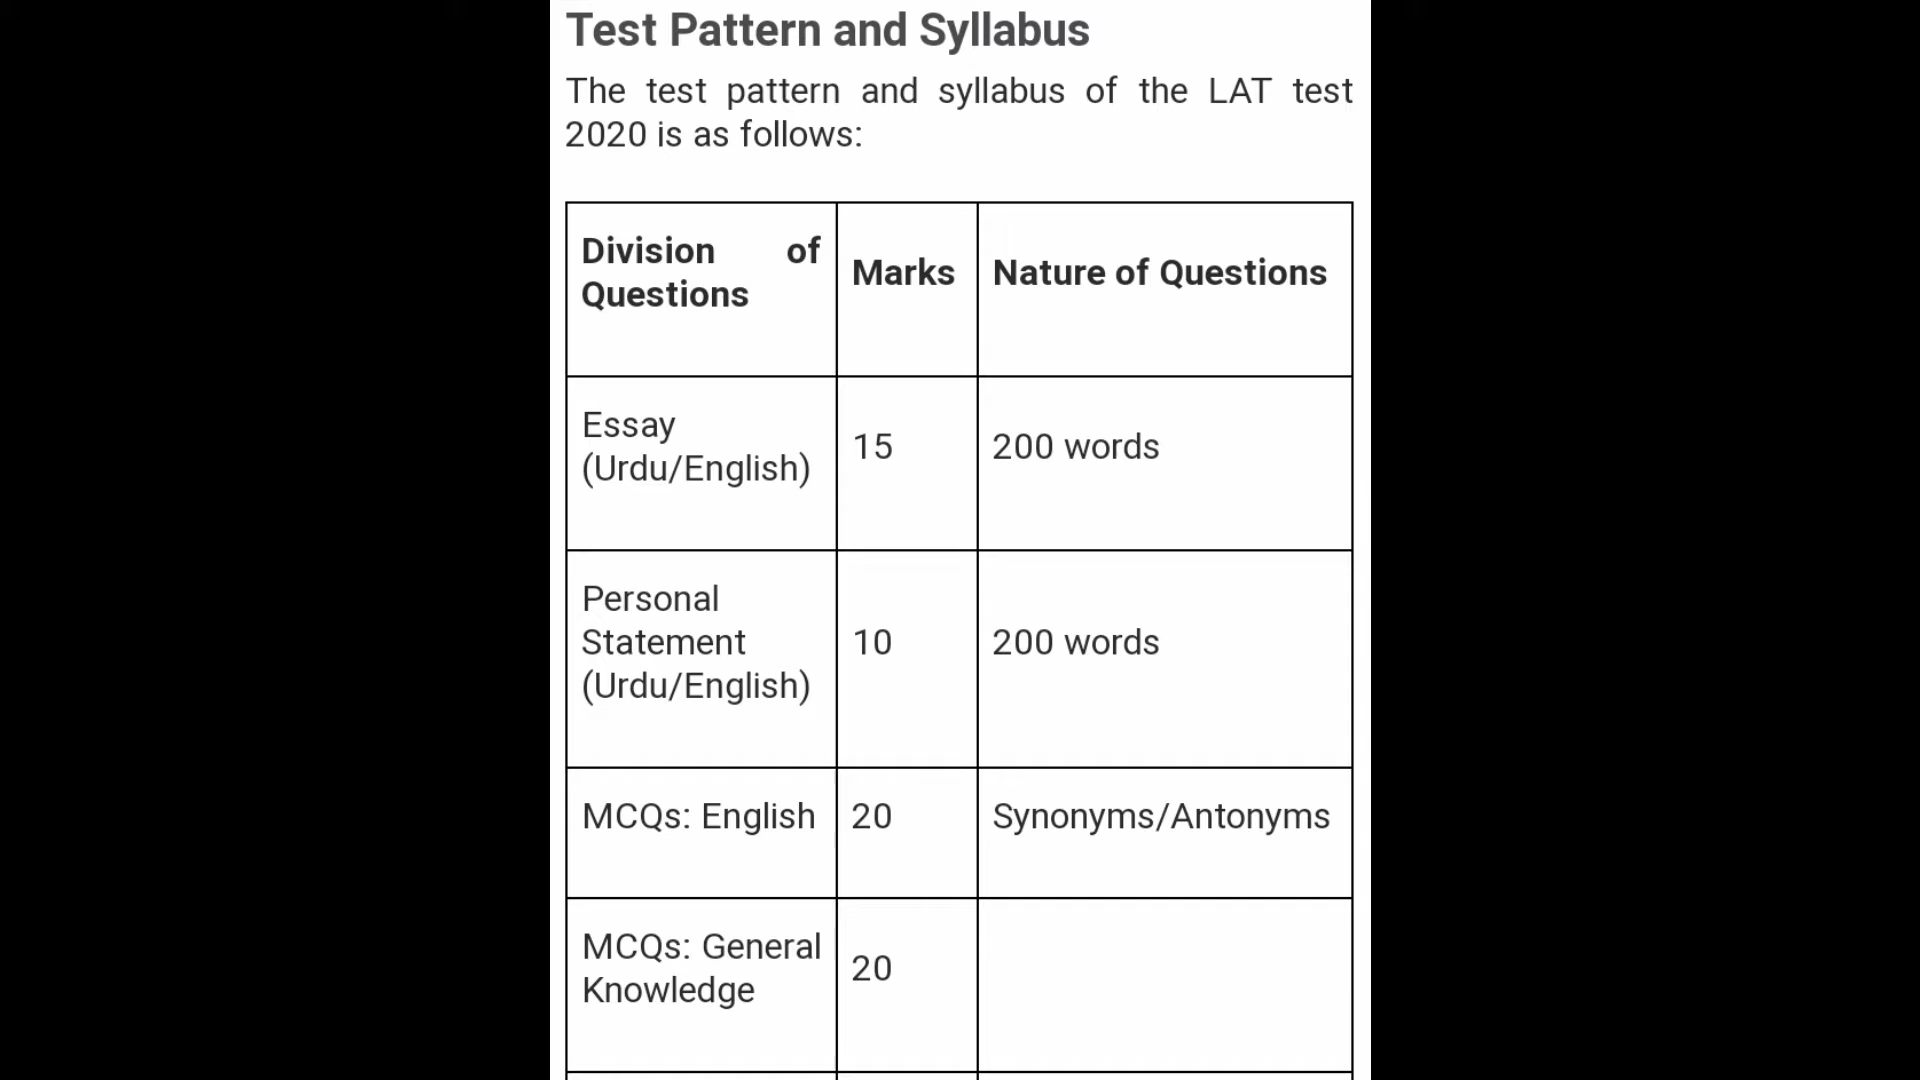 Test Pattern and Syllabus
The test pattern and syllabus of the LAT test
2020 is as follows:
Division of
Questions
Marks
Nature of Questions
Essay
(Urdu/English)
15
200 words
Personal
Statement
(Urdu/English)
10
200 words
MCQs: English
20
Synonyms/Antonyms
MCQs: General
Knowledge
20